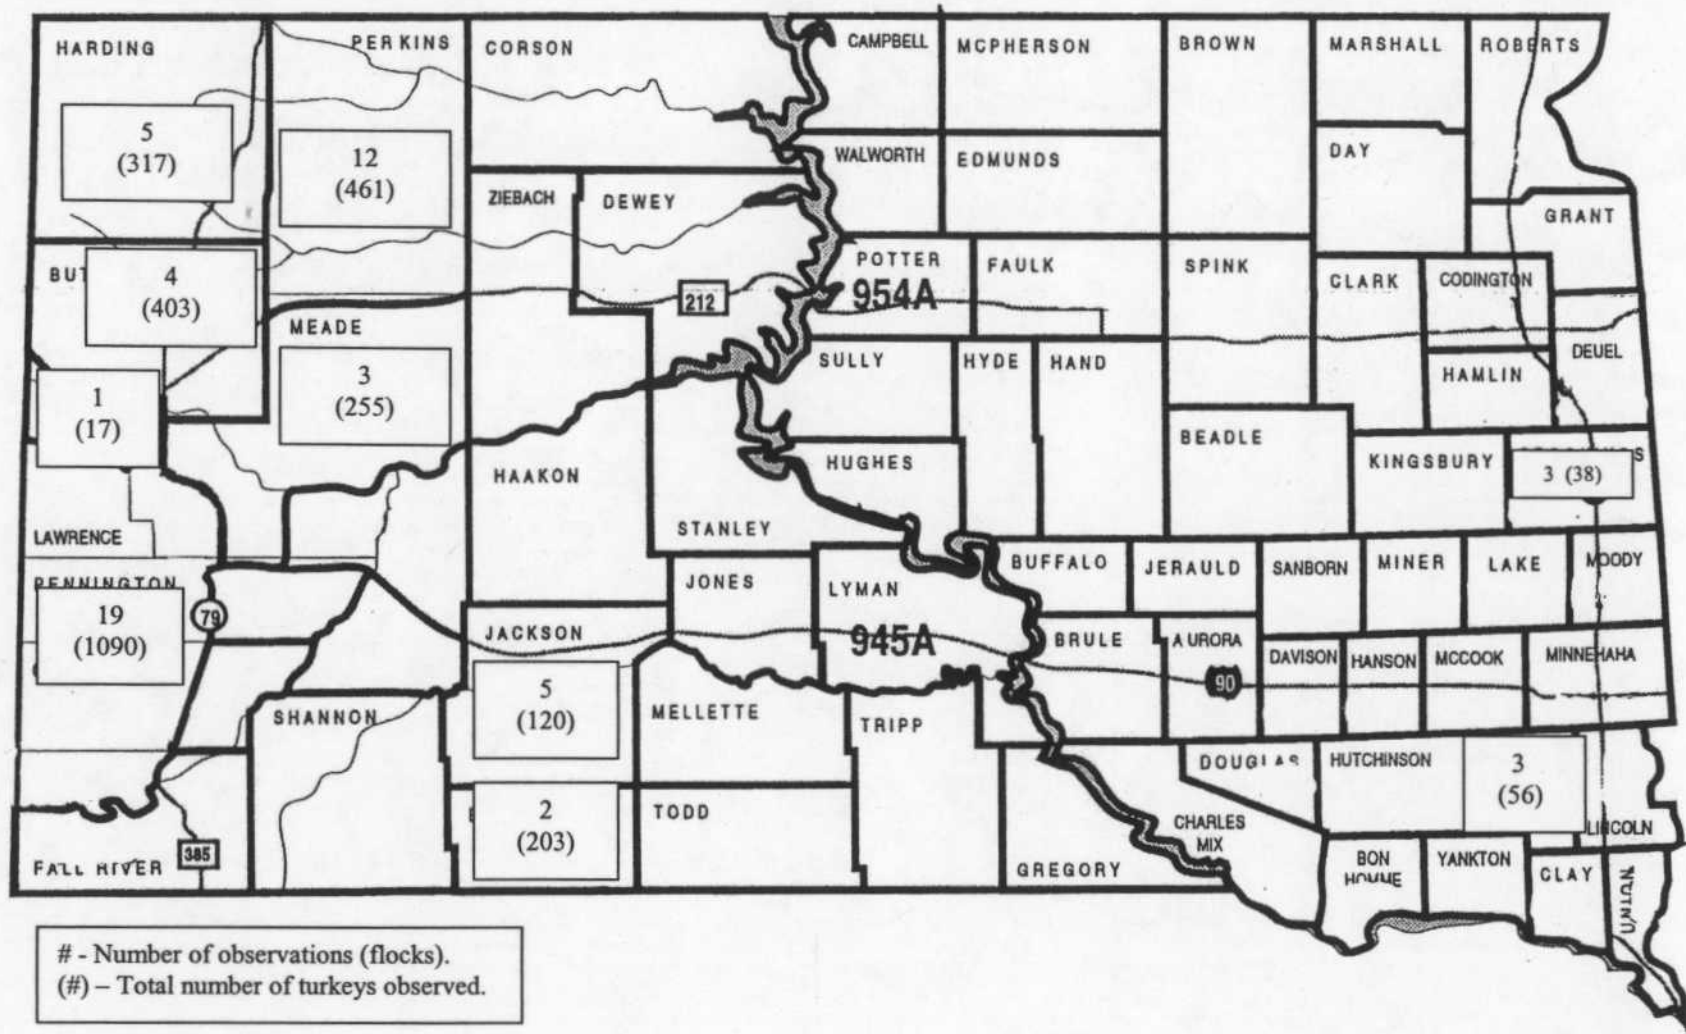 HARDING
PERKINS
CORSON
CAMPBELL
MCPHERSON
BROWN
MARSHALL
ROBERTS
5
(317)
12
(461)
WALWORTH
EDMUNDS
DAY
ZIEBACH
DEWEY
GRANT
BUT
4
(403)
POTTER
954A
FAULK
SPINK
CLARK
CODINGTON
212
MEADE
3
(255)
SULLY
HYDE
HAND
DEUEL
HAMLIN
1
(17)
BEADLE
HAAKON
HUGHES
KINGSBURY
S
3 (38)
LAWRENCE
STANLEY
PENNINGTON
19
(1090)
79
JONES
LYMAN
945A
BUFFALO
JERAULD
SANBORN
MINER
LAKE
MOODY
JACKSON
5
(120)
BRULE
AURORA
90
DAVISON
HANSON
MCCOOK
MINNEHAHA
SHANNON
MELLETTE
TRIPP
DOUGLAS
HUTCHINSON
3
(56)
2
(203)
TODD
CHARLES
MIX
LINCOLN
FALL RIVER
385
GREGORY
BON
HOMME
YANKTON
CLAY
# - Number of observations (flocks).
(#) – Total number of turkeys observed.